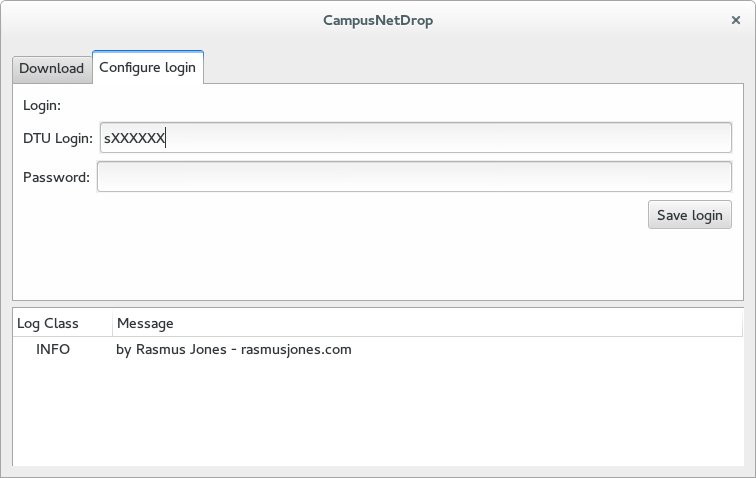 CampusNetDrop
Download Configure login
Login:
DTU Login: sXXXXXX
Password:
Save login
Log Class Message
INFO by Rasmus Jones - rasmusjones.com